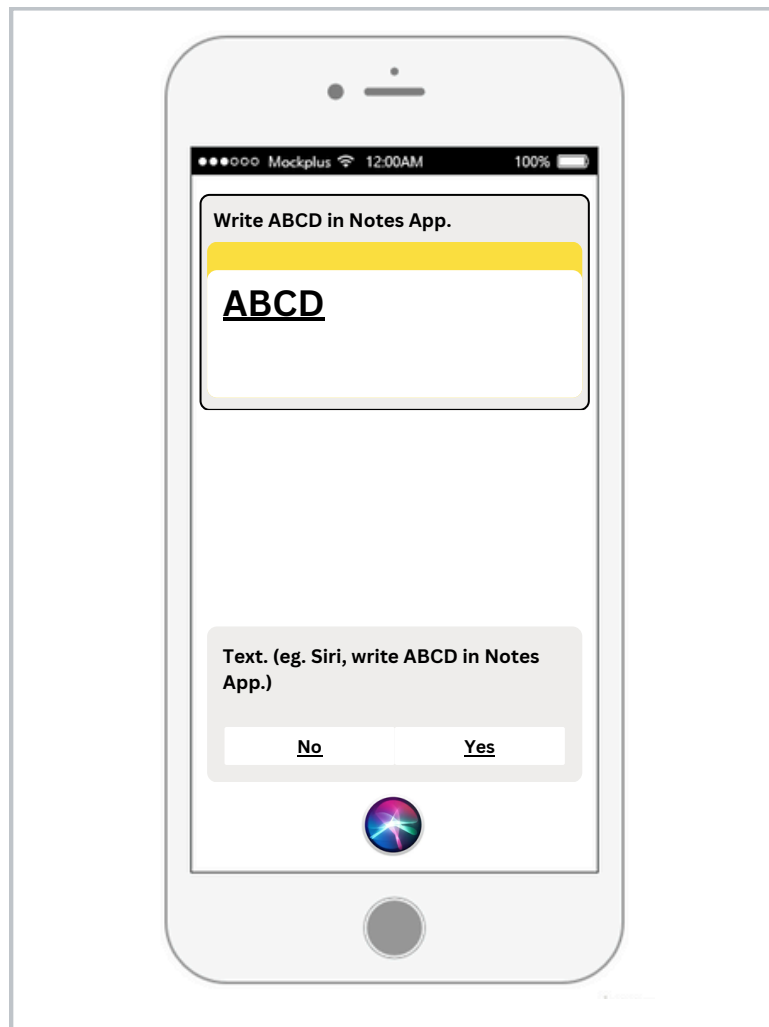 Mockplus 12:00AM 100%
Write ABCD in Notes App.
ABCD
Text. (eg. Siri, write ABCD in Notes
App.)
No Yes